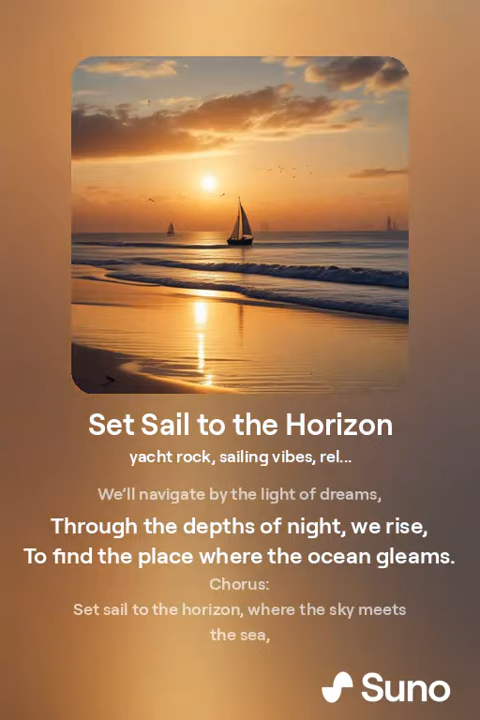 Set Sail to the Horizon
yacht rock, sailing vibes, rel...
We’ll navigate by the light of dreams,
Through the depths of night, we rise,
To find the place where the ocean gleams.
Chorus:
Set sail to the horizon, where the sky meets
the sea,
Suno